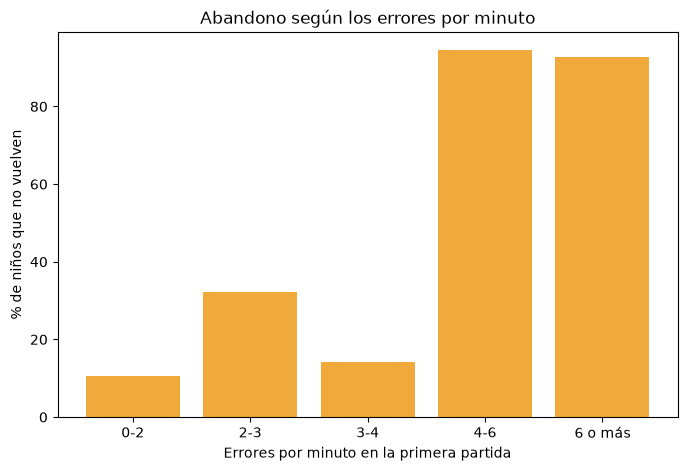 Abandono según los errores por minuto
% de niños que no vuelven
80
60
40
20
0
0-2
2-3
3-4
4-6
6 o más
Errores por minuto en la primera partida